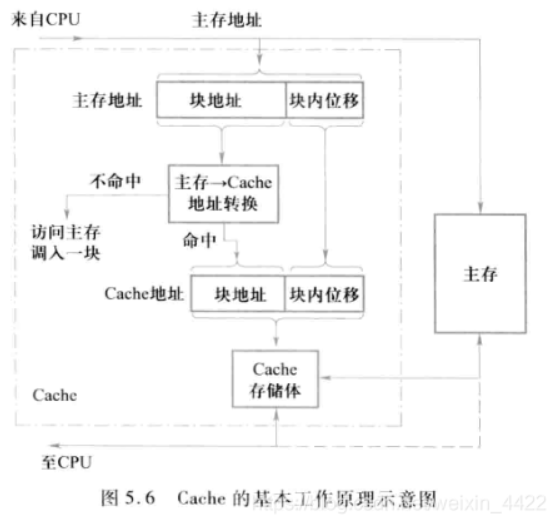 来自CPU
主存地址
主存地址
块地址
块内位移
不命中
主存→Cache
地址转换
访问主存
调入一块
命中
主存
Cache地址
块地址
块内位移
Cache
存储体
Cache
至CPU
图 5.6 Cache 的基本工作原理示意图
weixin_4422